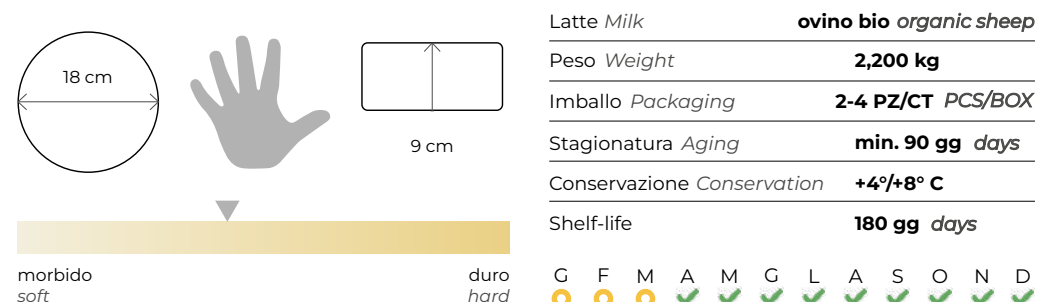 18 cm
9 cm
morbido
soft
duro
hard
Latte Milk ovino bio organic sheep
Peso Weight 2,200 kg
Imballo Packaging 2-4 PZ/CT PCS/BOX
Stagionatura Aging min. 90 gg days
Conservazione Conservation +4°/+8° C
Shelf-life 180 gg days
G F M A M G L A S O N D